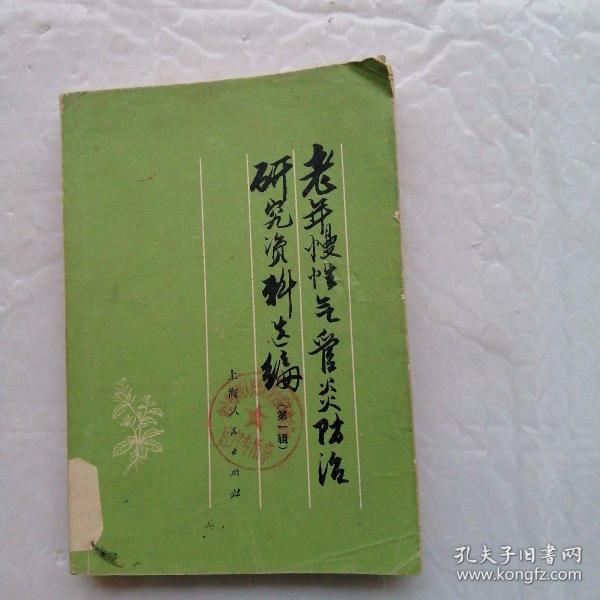 老年慢性气管炎防治
研究资料选编
(第一辑)
上海人民出版社
孔夫子旧书网
www.kongfz.com